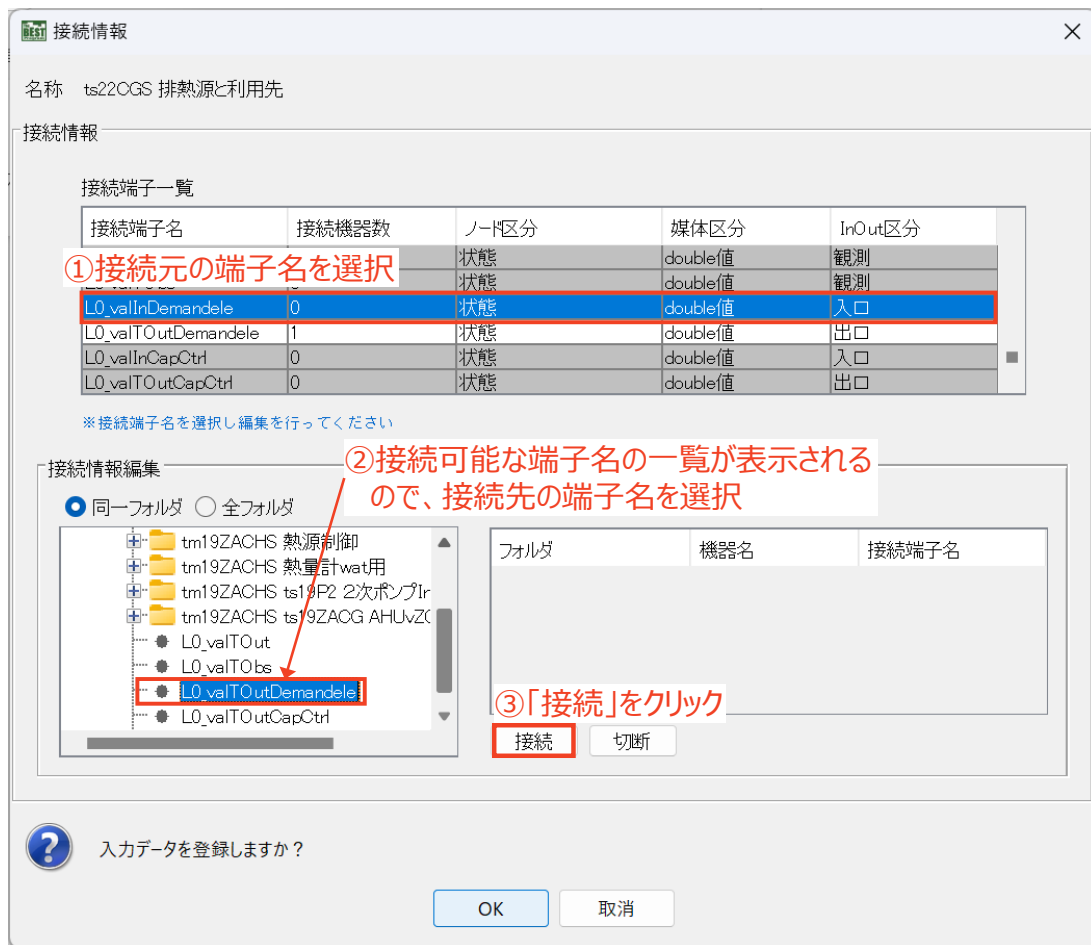 BEST 接続情報
名称 ts22CGS 排熱源と利用先
接続情報
接続端子一覧
接続端子名 接続機器数 ノード区分 媒体区分 InOut区分
①接続元の端子名を選択 状態 double値 観測
状態 double値 観測
L0_valInDemandele 0 状態 double値 入口
L0_valTOutDemandele 1 状態 double値 出口
L0_valInCapCtrl 0 状態 double値 入口
L0_valTOutCapCtrl 0 状態 double値 出口
※接続端子名を選択し編集を行ってください
②接続可能な端子名の一覧が表示される
ので、接続先の端子名を選択
接続情報編集
同一フォルダ 全フォルダ
tm19ZACHS 熱源制御
tm19ZACHS 熱量計wat用
tm19ZACHS ts19P2 2次ポンプIr
tm19ZACHS ts19ZACG AHUvZC
L0_valTOut
L0_valTObs
L0_valTOutDemandele
L0_valTOutCapCtrl
フォルダ 機器名 接続端子名
③「接続」をクリック
接続 切断
入力データを登録しますか？
OK 取消